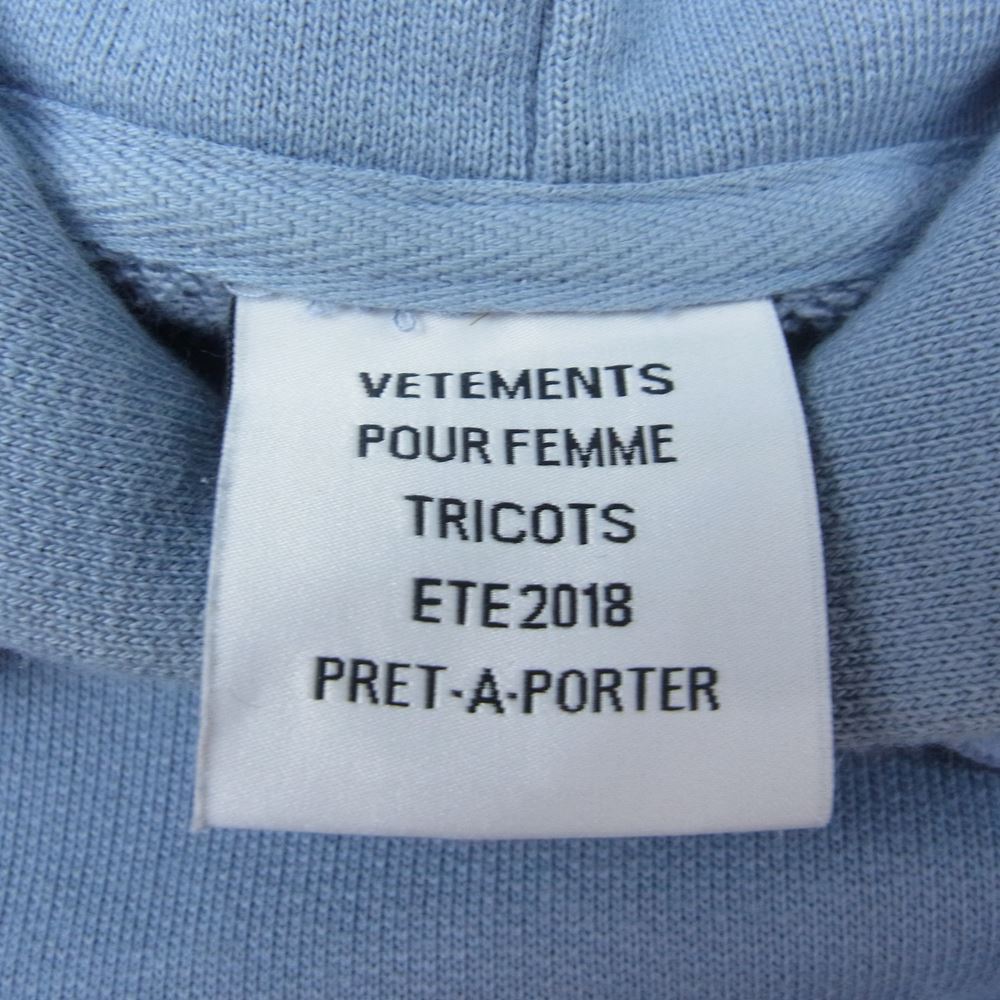 VETEMENTS
POUR FEMME
TRICOTS
ETE 2018
PRET-A-PORTER